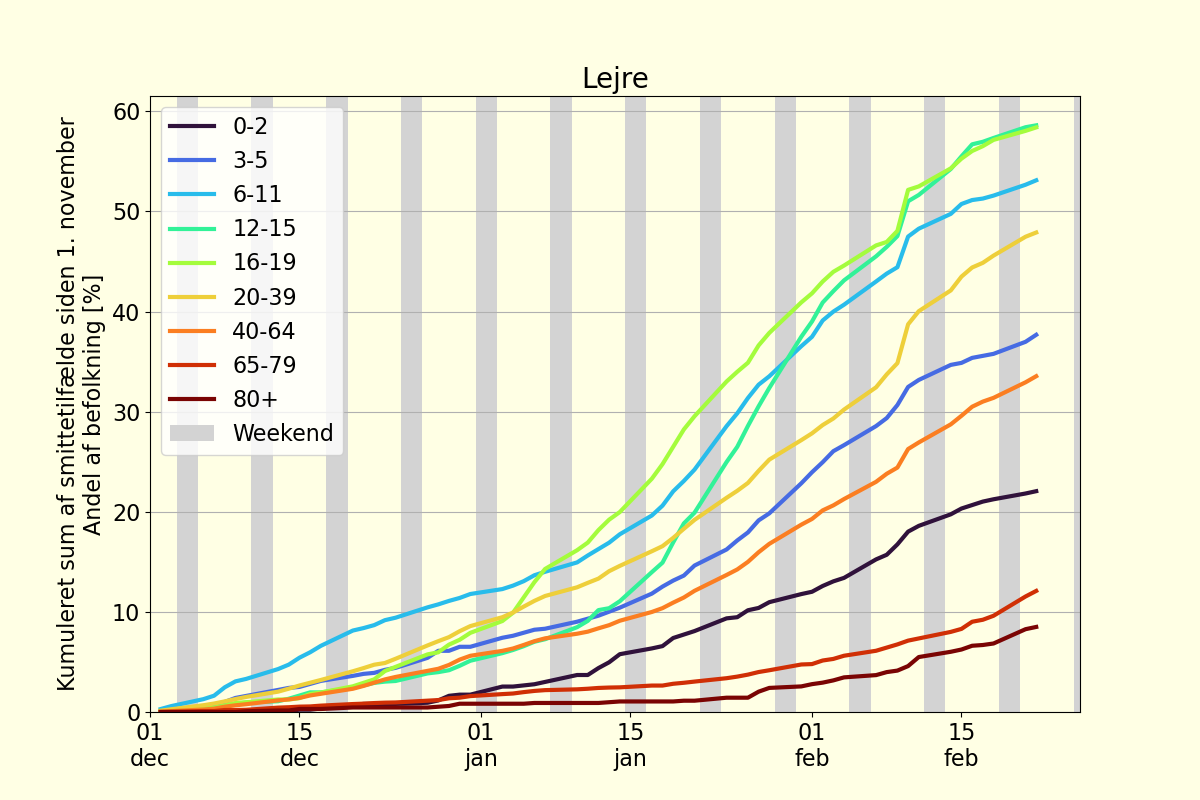 Lejre
60
50
40
30
20
10
0
Kumuleret sum af smittetilfælde siden 1. november
Andel af befolkning [%]
0-2
3-5
6-11
12-15
16-19
20-39
40-64
65-79
80+
Weekend
01 15 01 15 01 15
dec dec jan jan feb feb